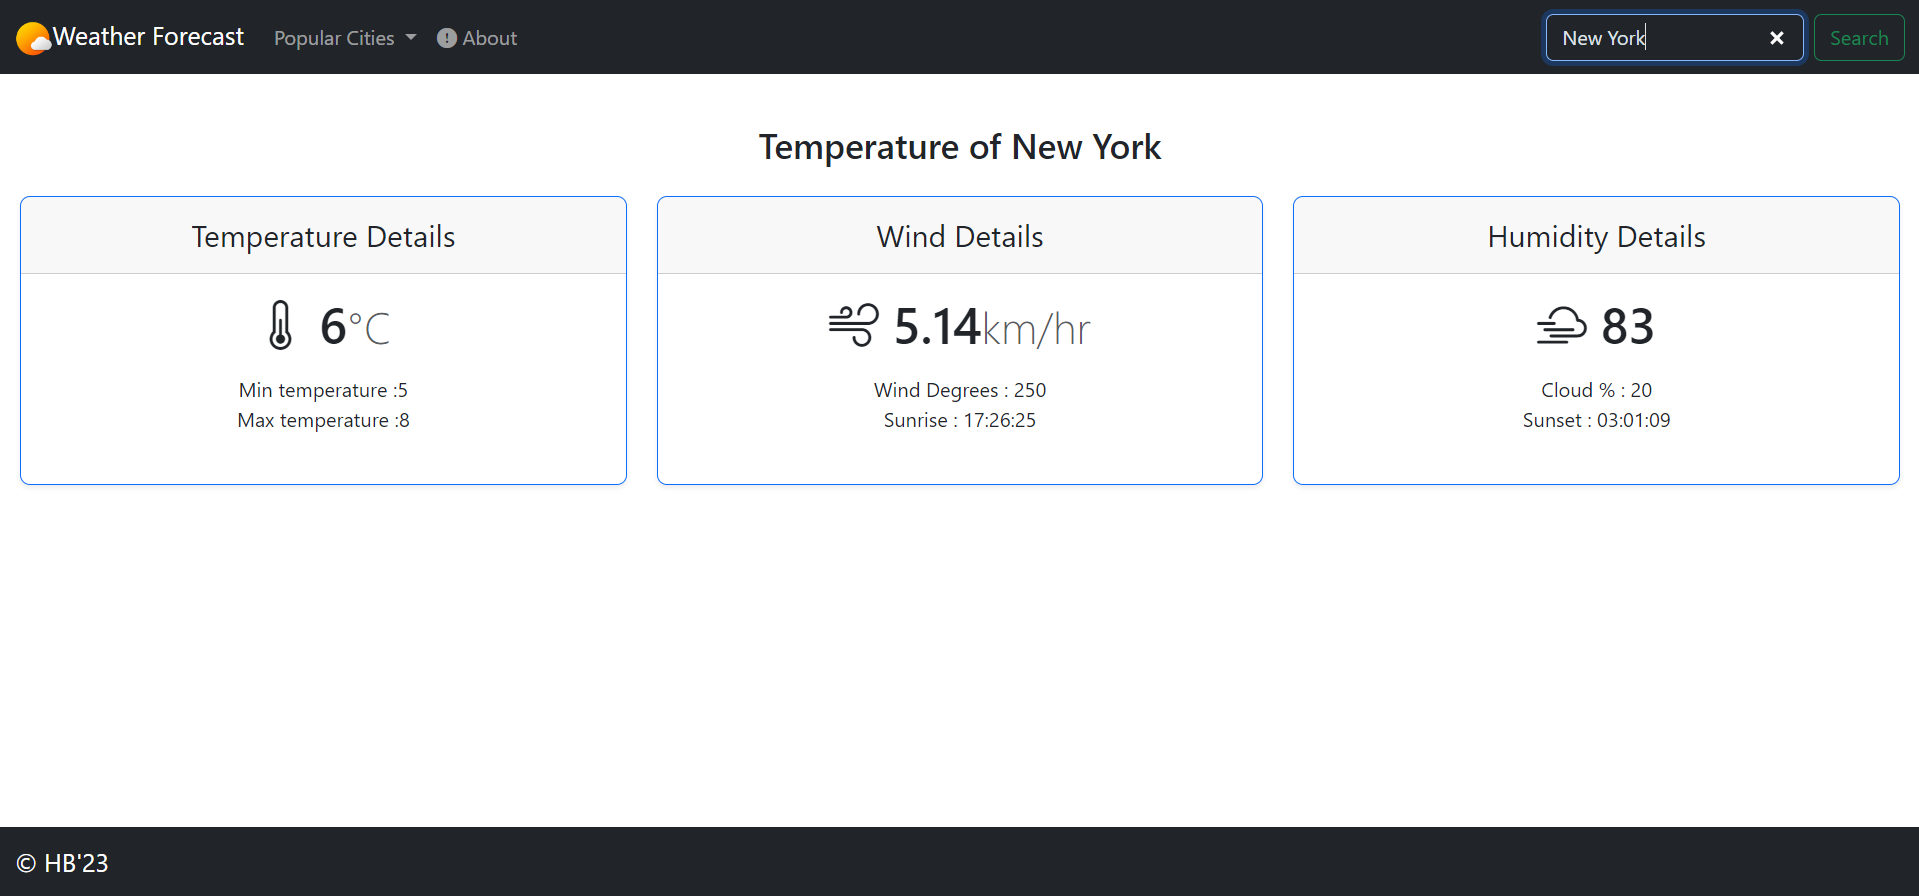 Weather Forecast Popular Cities About New York Search
Temperature of New York
Temperature Details
6°C
Min temperature :5
Max temperature :8
Wind Details
5.14km/hr
Wind Degrees : 250
Sunrise : 17:26:25
Humidity Details
83
Cloud % : 20
Sunset : 03:01:09
© HB'23